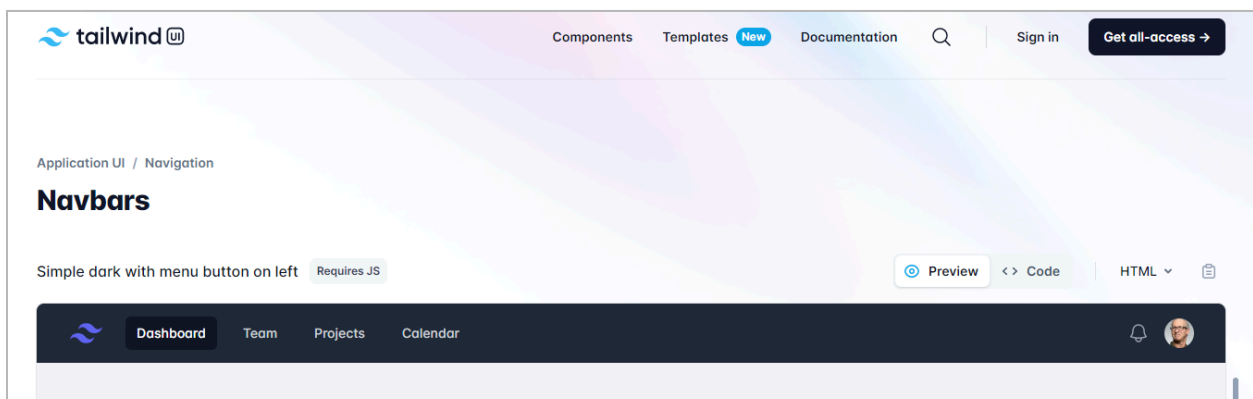 tailwind UI Components Templates New Documentation Sign in Get all-access →
Application UI / Navigation
Navbars
Simple dark with menu button on left Requires JS Preview <> Code HTML
Dashboard Team Projects Calendar